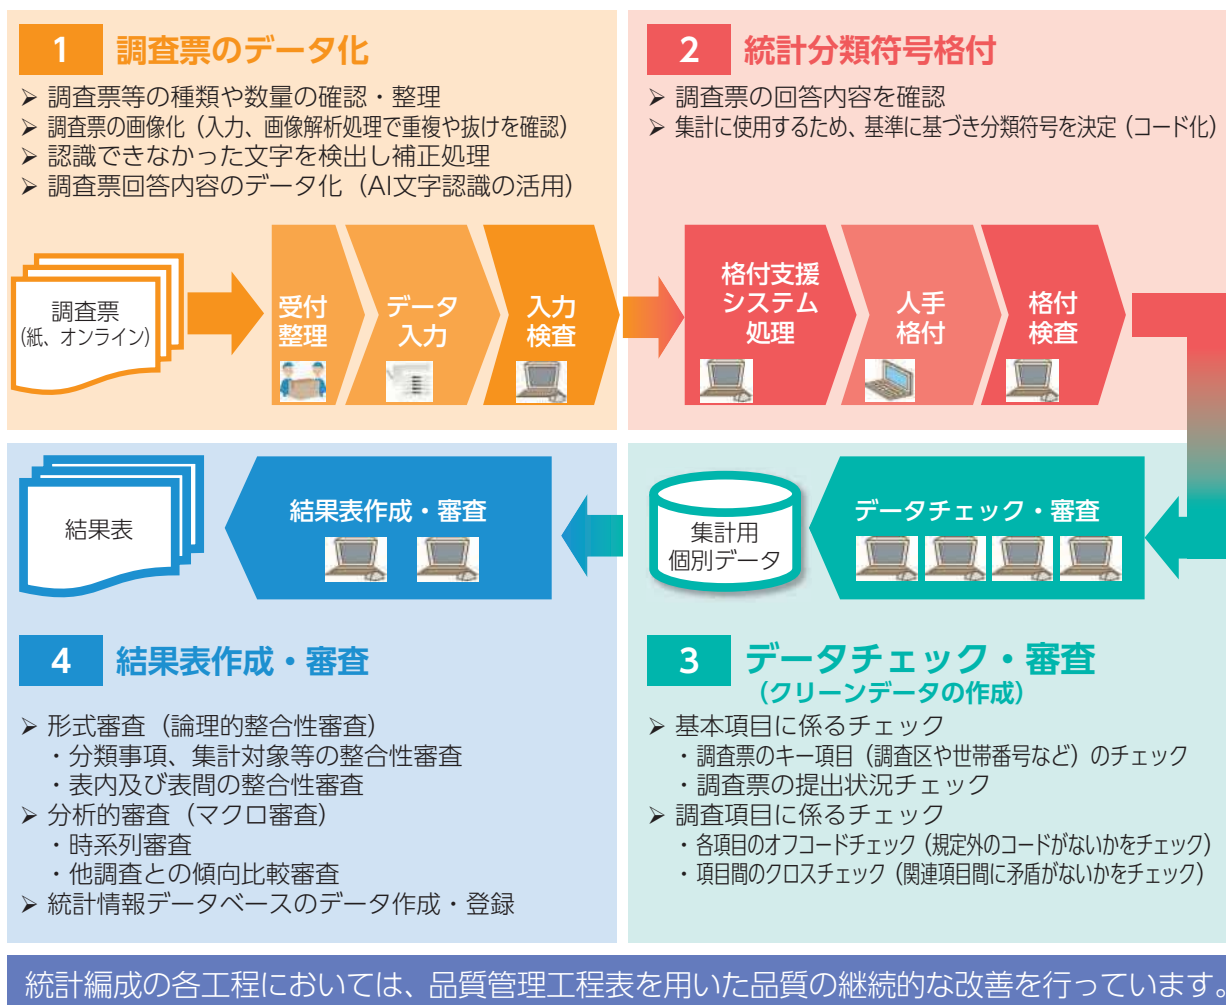 1 調査票のデータ化
➢ 調査票等の種類や数量の確認・整理
➢ 調査票の画像化（入力、画像解析処理で重複や抜けを確認）
➢ 認識できなかった文字を検出し補正処理
➢ 調査票回答内容のデータ化（AI文字認識の活用）
調査票
(紙、オンライン)
受付
整理
データ
入力
入力
検査
2 統計分類符号格付
➢ 調査票の回答内容を確認
➢ 集計に使用するため、基準に基づき分類符号を決定（コード化）
格付支援
システム
処理
人手
格付
格付
検査
データチェック・審査
集計用
個別データ
3 データチェック・審査
（クリーンデータの作成）
➢ 基本項目に係るチェック
・調査票のキー項目（調査区や世帯番号など）のチェック
・調査票の提出状況チェック
➢ 調査項目に係るチェック
・各項目のオフコードチェック（規定外のコードがないかをチェック）
・項目間のクロスチェック（関連項目間に矛盾がないかをチェック）
結果表作成・審査
結果表
4 結果表作成・審査
➢ 形式審査（論理的整合性審査）
・分類事項、集計対象等の整合性審査
・表内及び表間の整合性審査
➢ 分析的審査（マクロ審査）
・時系列審査
・他調査との傾向比較審査
➢ 統計情報データベースのデータ作成・登録
統計編成の各工程においては、品質管理工程表を用いた品質の継続的な改善を行っています。